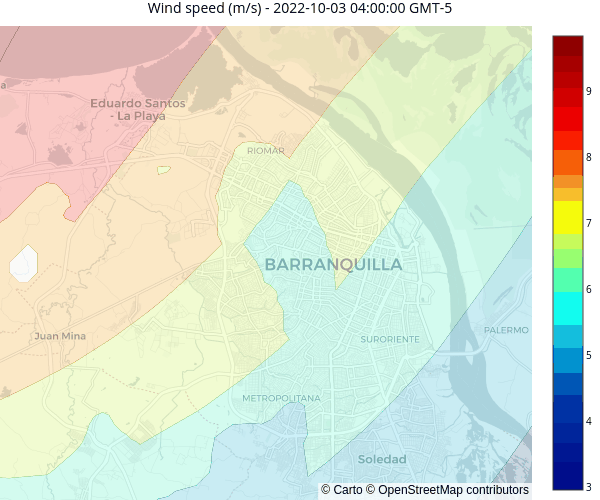 Wind speed (m/s) - 2022-10-03 04:00:00 GMT-5
a
Eduardo Santos
- La Playa
RIOMAR
BARRANQUILLA
Juan Mina
SURORIENTE
PALERMO
METROPOLITANA
Soledad
© Carto © OpenStreetMap contributors
9
8
7
6
5
4
3